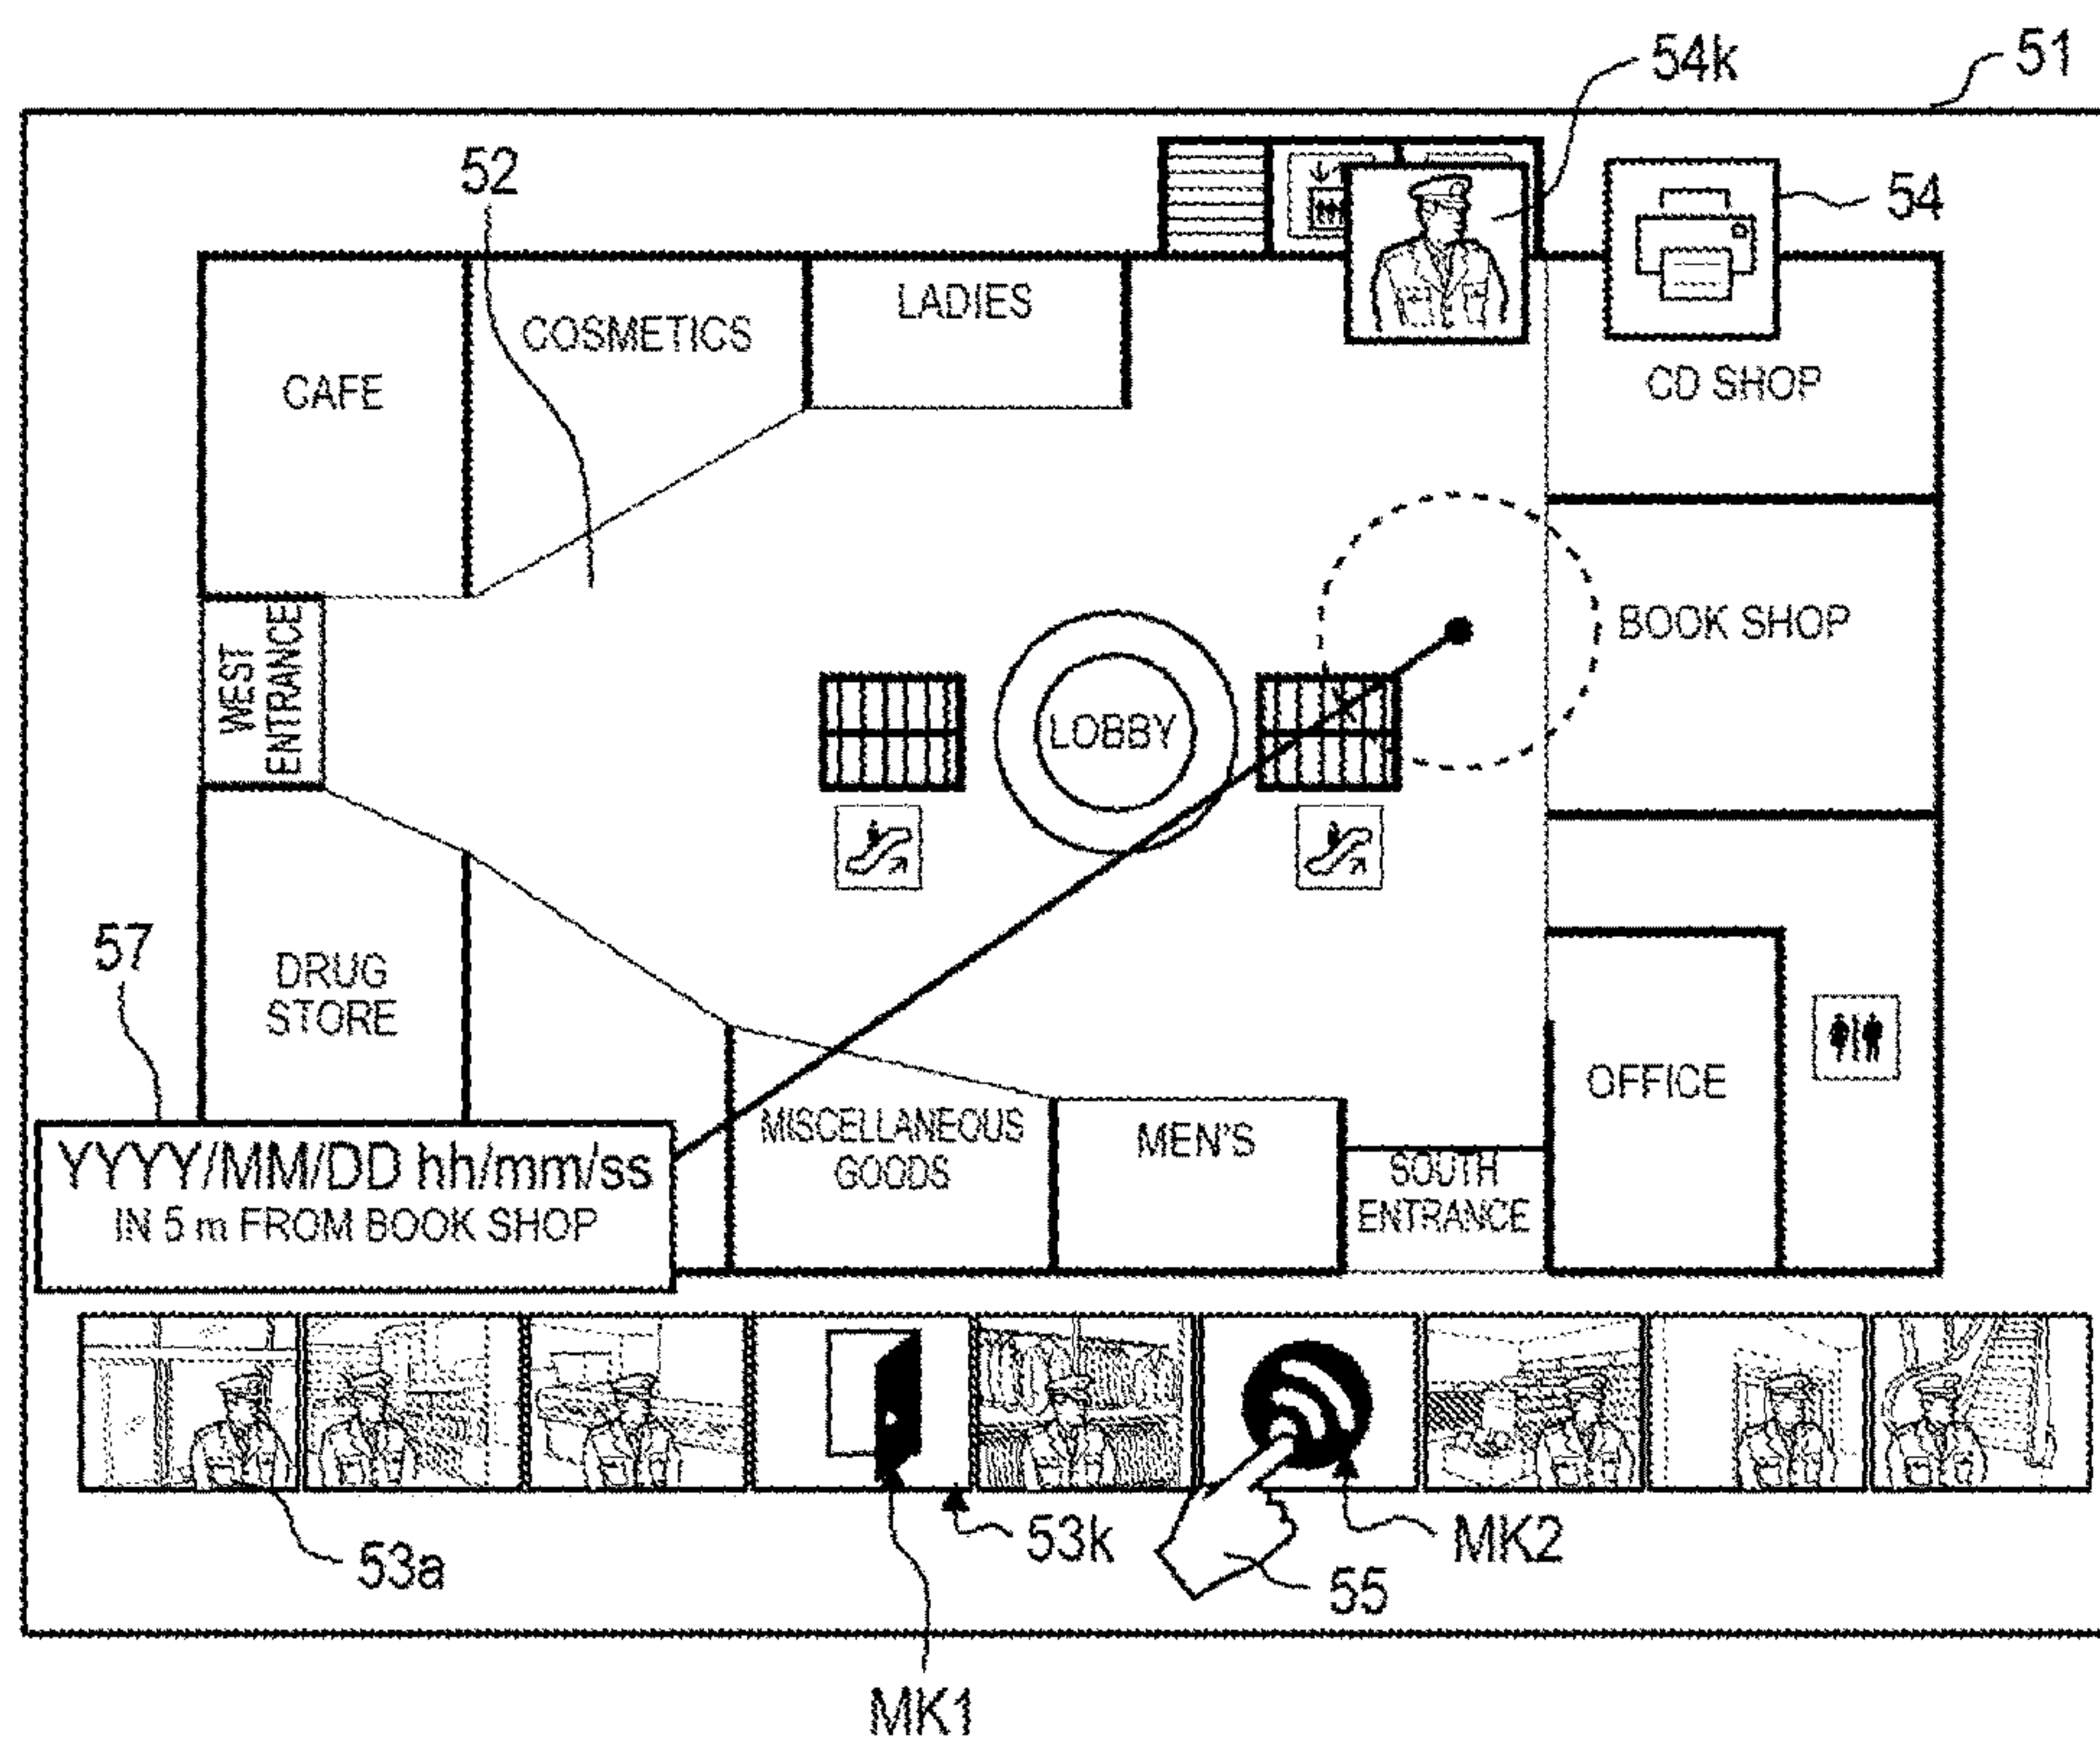 51
54k
52
54
LADIES
COSMETICS
CAFE
CD SHOP
BOOK SHOP
WEST
ENTRANCE
LOBBY
57
DRUG
STORE
OFFICE
MISCELLANEOUS
GOODS
MEN'S
SOUTH
ENTRANCE
YYYY/MM/DD hh/mm/ss
IN 5 m FROM BOOK SHOP
53a
53k
MK2
55
MK1